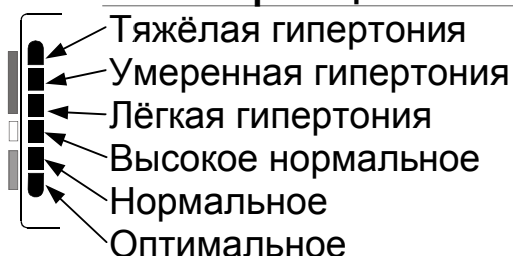 Тяжёлая гипертония
Умеренная гипертония
Лёгкая гипертония
Высокое нормальное
Нормальное
Оптимальное